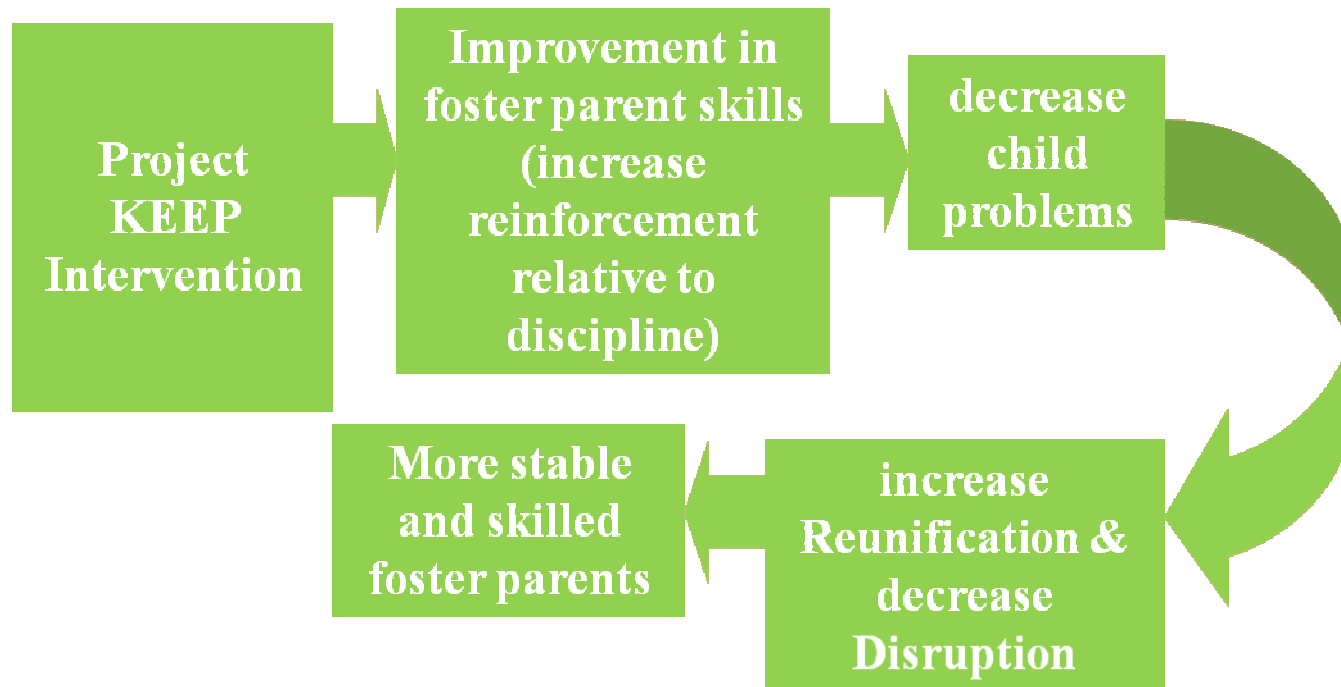 Project
KEEP
Intervention
Improvement in
foster parent skills
(increase
reinforcement
relative to
discipline)
decrease
child
problems
increase
Reunification &
decrease
Disruption
More stable
and skilled
foster parents